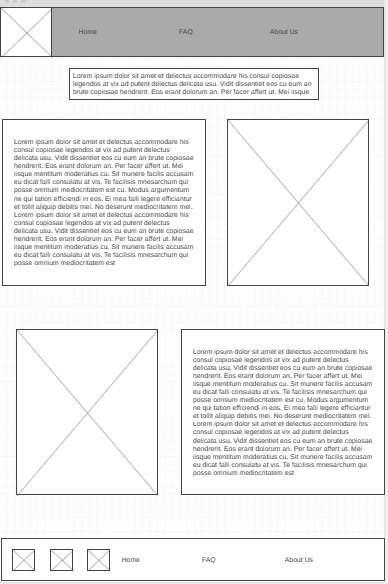 Home FAQ About Us
Lorem ipsum dolor sit amet et delectus accommodare his consul
legendos at vix ad putent delectus delicata usu. Vidit dissentiet eos cu eum an
brute copiosae hendrerit. Eos erant dolorum an. Per facer affert ut. Mei iisque
Lorem ipsum dolor sit amet et delectus accommodare his
consul copiosae legendos at vix ad putent delectus
delicata usu. Vidit dissentiet eos cu eum an brute copiosae
hendrerit. Eos erant dolorum an. Per facer affert ut. Mei
iisque mentitum moderatius cu. Sit munere facilis accusam
eu dicat falli consulatu at vis. Te facilisis mnesarchum qui
posse omnium mediocritatem est cu. Modus argumentum
ne qui tation efficiendi in eos. Ei mea falli legere efficiantur
et tollit aliquip debitis mei. No deserunt mediocritatem mel.
Lorem ipsum dolor sit amet et delectus accommodare his
consul copiosae legendos at vix ad putent delectus
delicata usu. Vidit dissentiet eos cu eum an brute copiosae
hendrerit. Eos erant dolorum an. Per facer affert ut. Mei
iisque mentitum moderatius cu. Sit munere facilis accusam
eu dicat falli consulatu at vis. Te facilisis mnesarchum qui
posse omnium mediocritatem est
Lorem ipsum dolor sit amet et delectus accommodare his
consul copiosae legendos at vix ad putent delectus
delicata usu. Vidit dissentiet eos cu eum an brute copiosae
hendrerit. Eos erant dolorum an. Per facer affert ut. Mei
iisque mentitum moderatius cu. Sit munere facilis accusam
eu dicat falli consulatu at vis. Te facilisis mnesarchum qui
posse omnium mediocritatem est cu. Modus argumentum
ne qui tation efficiendi in eos. Ei mea falli legere efficiantur
et tollit aliquip debitis mei. No deserunt mediocritatem mel.
Lorem ipsum dolor sit amet et delectus accommodare his
consul copiosae legendos at vix ad putent delectus
delicata usu. Vidit dissentiet eos cu eum an brute copiosae
hendrerit. Eos erant dolorum an. Per facer affert ut. Mei
iisque mentitum moderatius cu. Sit munere facilis accusam
eu dicat falli consulatu at vis. Te facilisis mnesarchum qui
posse omnium mediocritatem est
Home FAQ About Us